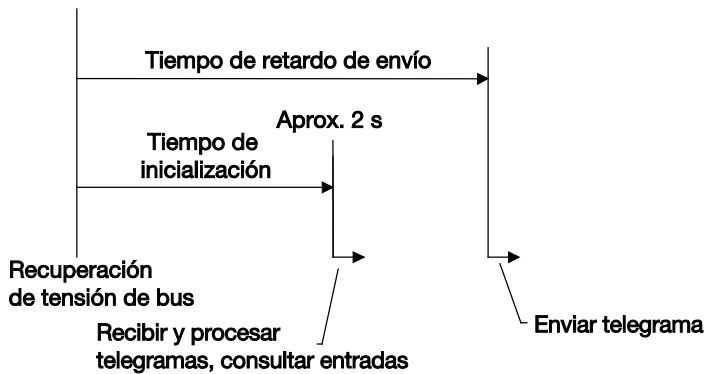 Tiempo de retardo de envío
Aprox. 2 s
Tiempo de
inicialización
Recuperación
de tensión de bus
Recibir y procesar
telegramas, consultar entradas
Enviar telegrama